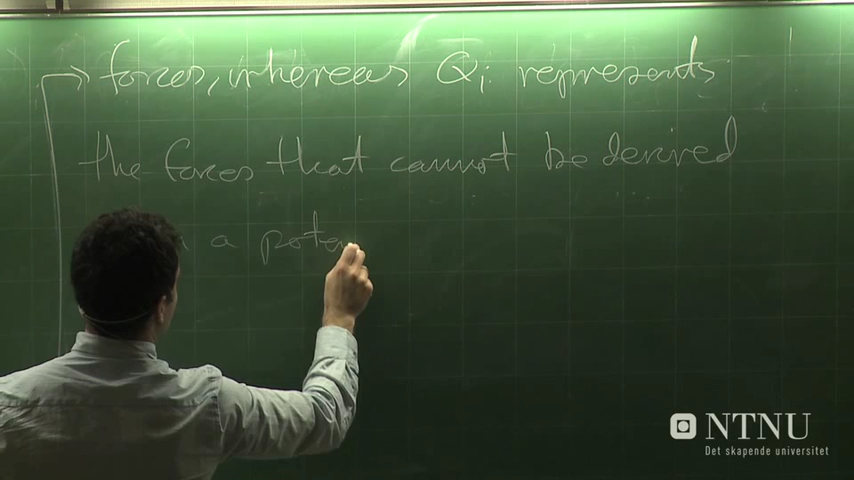 → forces, whereas Qi represents
the forces that cannot be derived
a poten
NTNU
Det skapende universitet